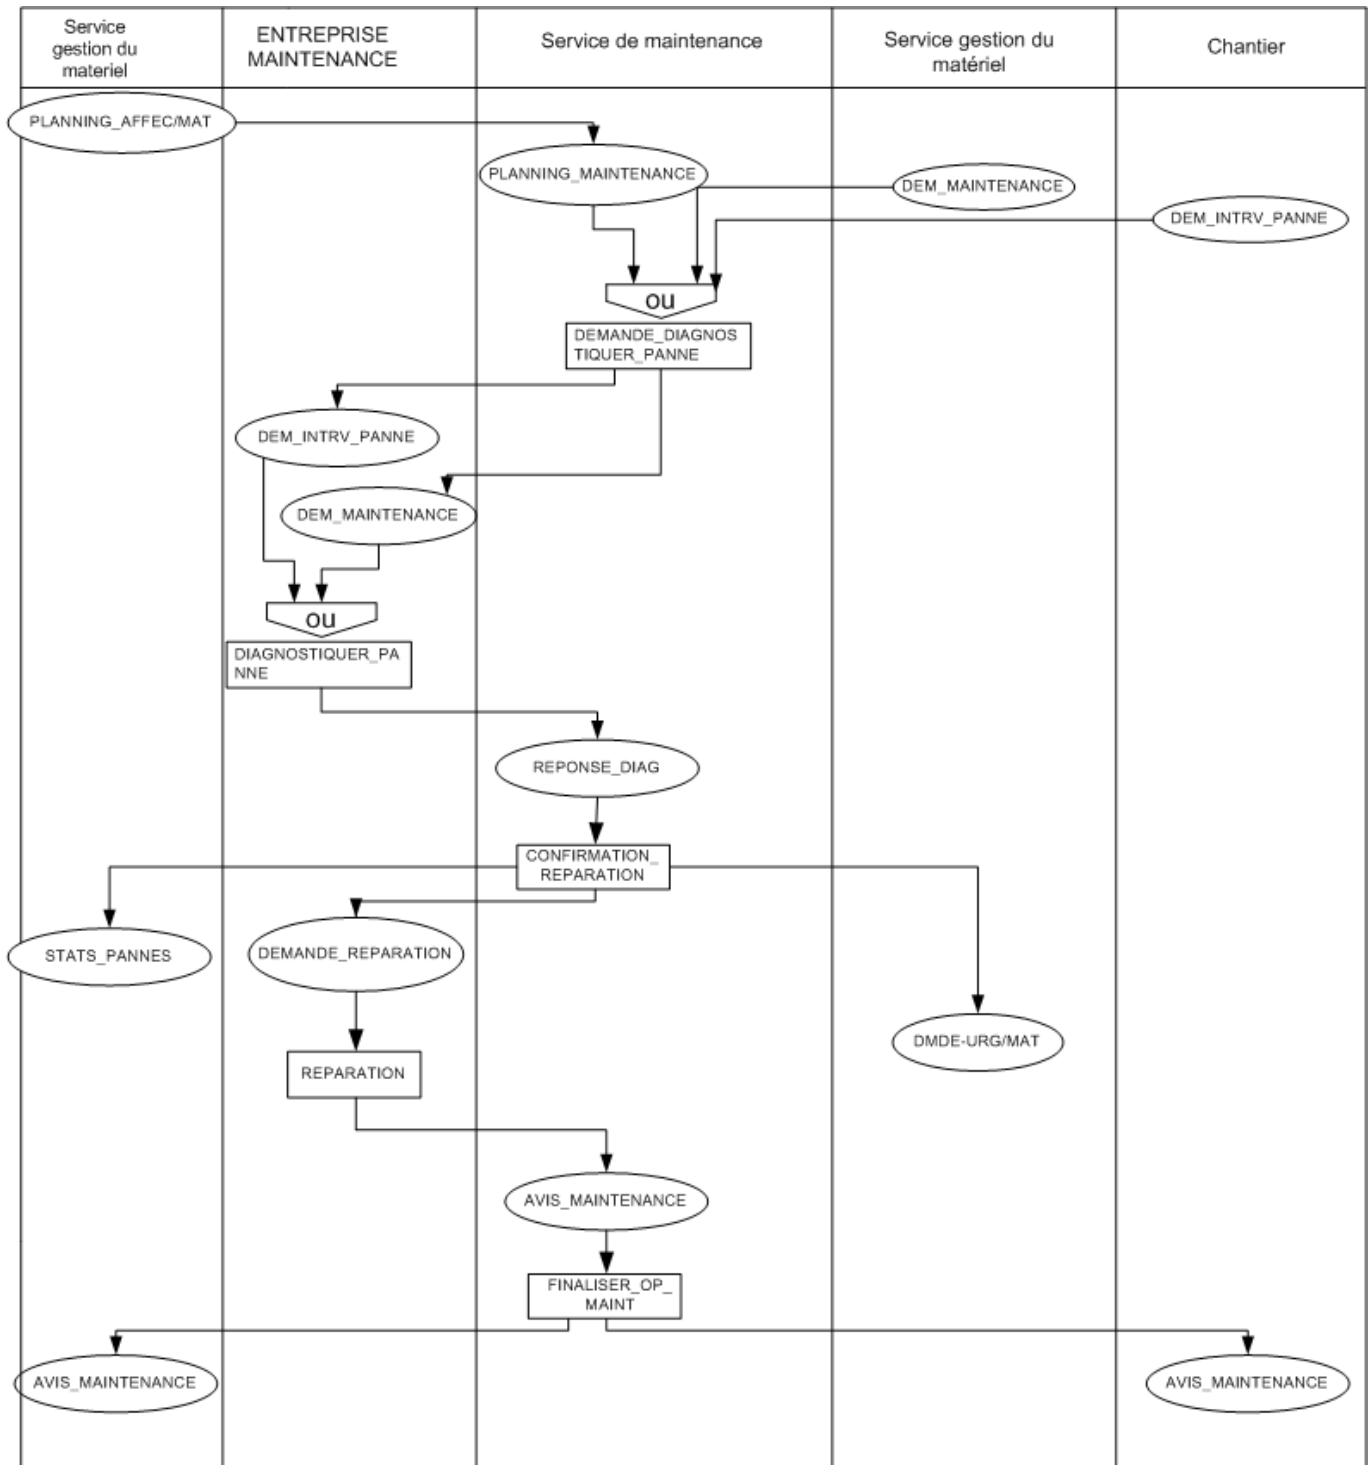 Service
gestion du
materiel
ENTREPRISE
MAINTENANCE
Service de maintenance
Service gestion du
matériel
Chantier
PLANNING_AFFEC/MAT
PLANNING_MAINTENANCE
DEM_MAINTENANCE
DEM_INTRV_PANNE
ou
DEMANDE_DIAGNOS
TIQUER_PANNE
DEM_INTRV_PANNE
DEM_MAINTENANCE
ou
DIAGNOSTIQUER_PA
NNE
REPONSE_DIAG
CONFIRMATION_
REPARATION
STATS_PANNES
DEMANDE_REPARATION
DMDE-URG/MAT
REPARATION
AVIS_MAINTENANCE
FINALISER_OP_
MAINT
AVIS_MAINTENANCE
AVIS_MAINTENANCE